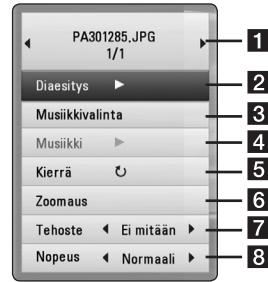 PA301285.JPG 1
1/1
Diaesitys 2
Musiikkivalinta 3
Musiikki 4
Kierrä 5
Zoomaus 6
Tehoste Ei mitään 7
Nopeus Normaali 8